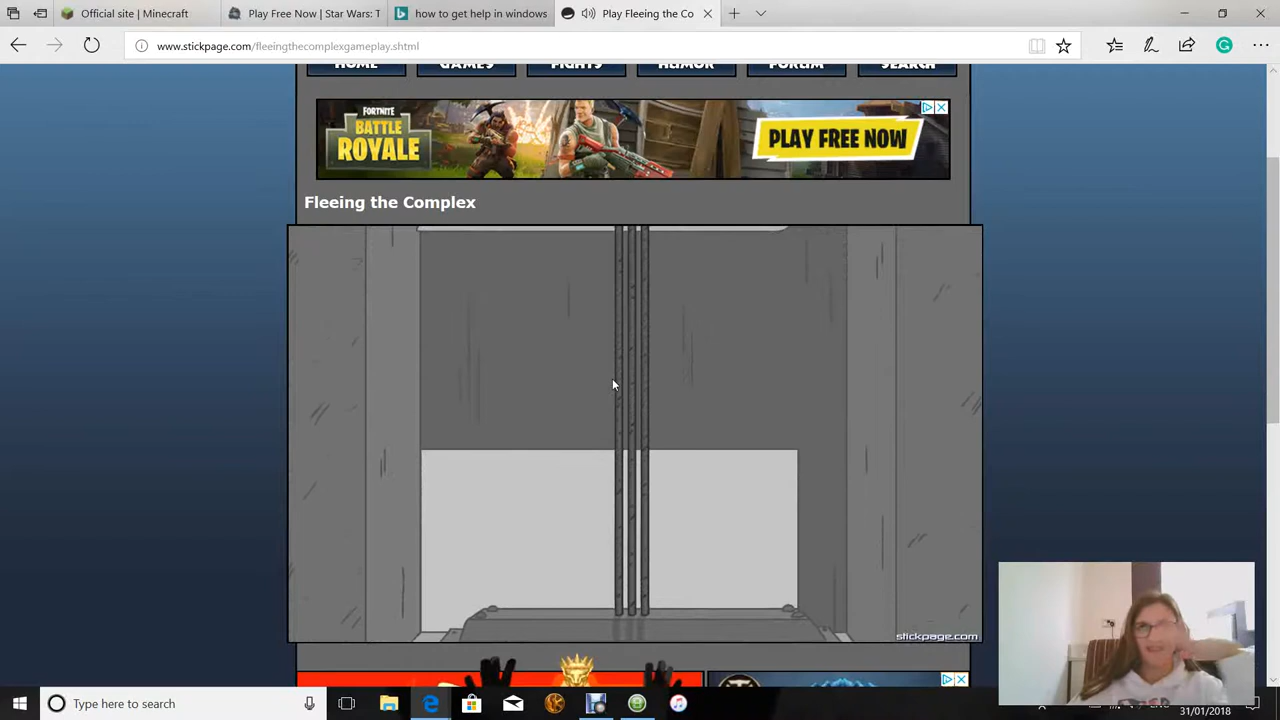 Official site | Minecraft
Play Free Now | Star Wars: T
how to get help in windows
Play Fleeing the Co
www.stickpage.com/fleeingthecomplexgameplay.shtml
HOME
GAMES
FIGHTS
HUMOR
FORUM
SEARCH
FORTNITE
BATTLE
ROYALE
PLAY FREE NOW
Fleeing the Complex
stickpage.com
Type here to search
31/01/2018